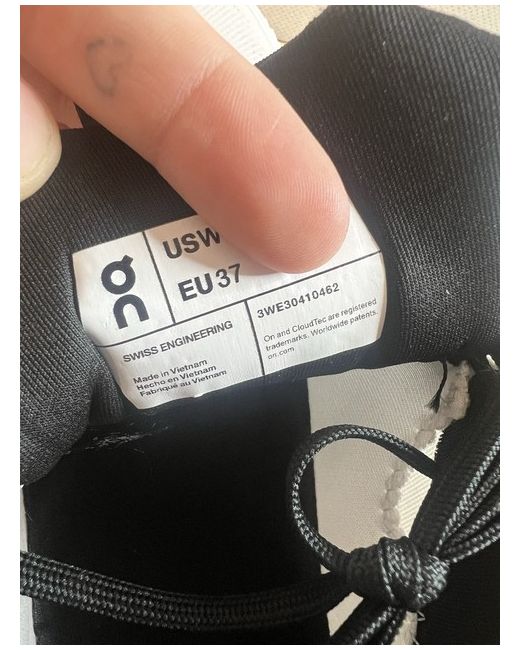 on
USW
EU 37
SWISS ENGINEERING
3WE30410462
Made in Vietnam
Hecho en Vietnam
Fabriqué au Vietnam
On and CloudTec are registered
trademarks. Worldwide patents.
on.com